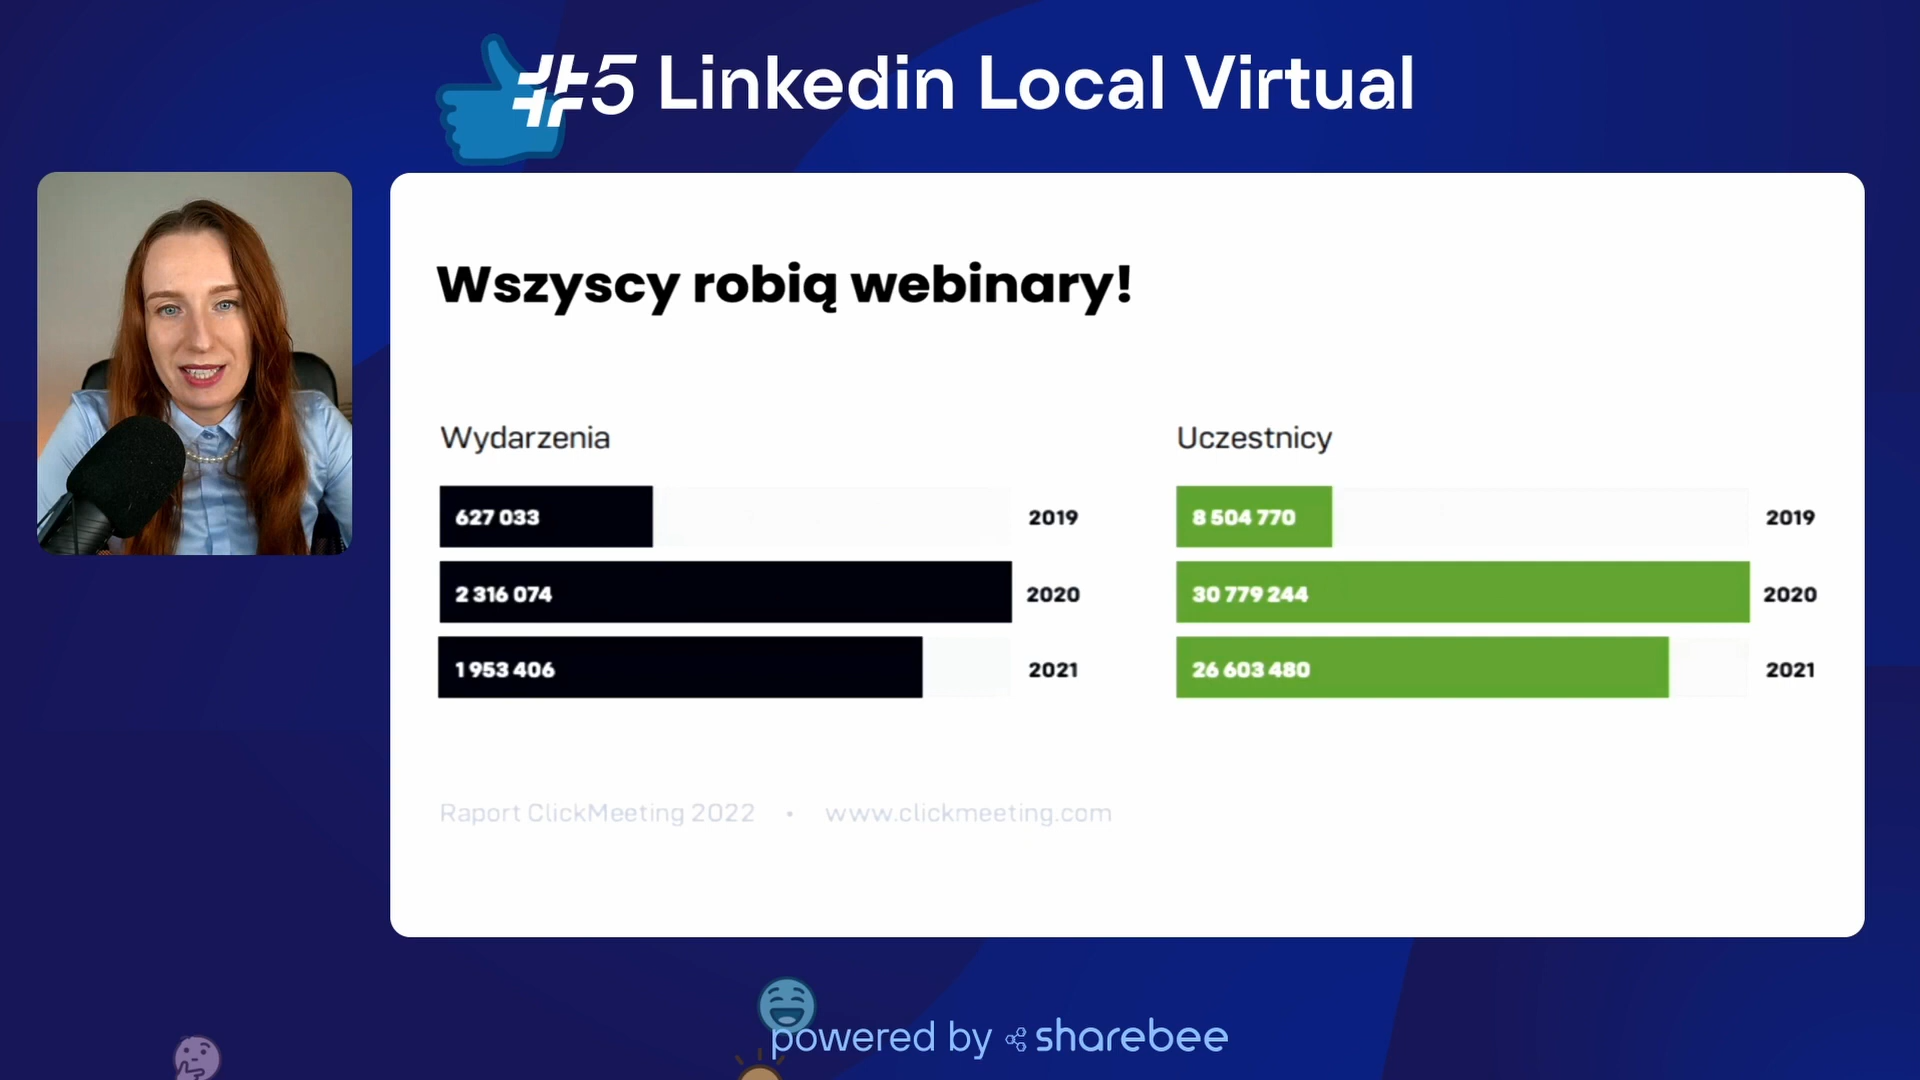 #5 Linkedin Local Virtual
Wszyscy robią webinary!
Wydarzenia
627 033 2019
2 316 074 2020
1 953 406 2021
Uczestnicy
8 504 770 2019
30 779 244 2020
26 603 480 2021
Raport ClickMeeting 2022 • www.clickmeeting.com
powered by sharebee